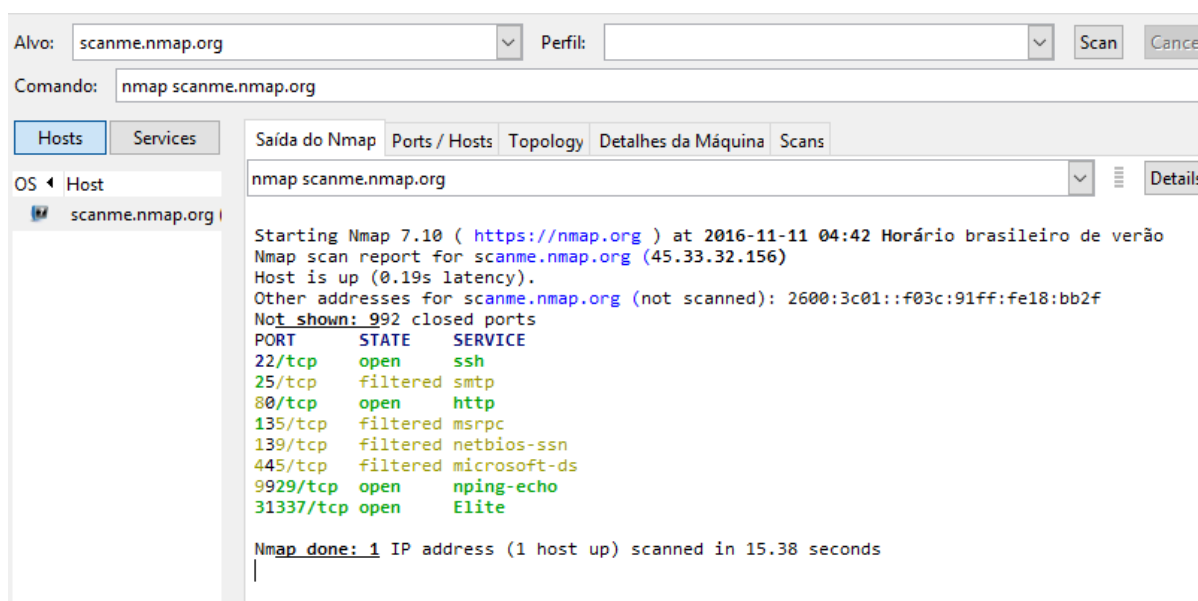 Alvo: scanme.nmap.org Perfil: Scan Cance
Comando: nmap scanme.nmap.org
Hosts Services Saída do Nmap Ports / Hosts Topology Detalhes da Máquina Scans
nmap scanme.nmap.org Details
OS Host
scanme.nmap.org (
Starting Nmap 7.10 ( https://nmap.org ) at 2016-11-11 04:42 Horário brasileiro de verão
Nmap scan report for scanme.nmap.org (45.33.32.156)
Host is up (0.19s latency).
Other addresses for scanme.nmap.org (not scanned): 2600:3c01::f03c:91ff:fe18:bb2f
Not shown: 992 closed ports
PORT STATE SERVICE
22/tcp open ssh
25/tcp filtered smtp
80/tcp open http
135/tcp filtered msrpc
139/tcp filtered netbios-ssn
445/tcp filtered microsoft-ds
9929/tcp open nping-echo
31337/tcp open Elite
Nmap done: 1 IP address (1 host up) scanned in 15.38 seconds